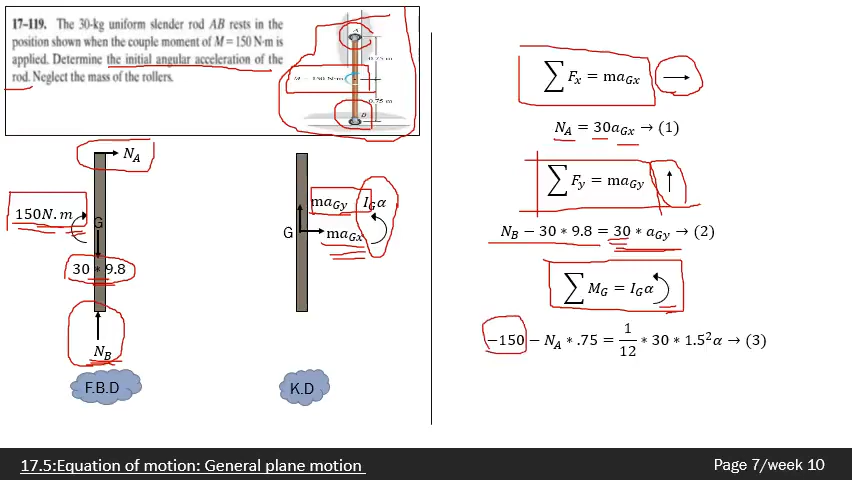 17–119. The 30-kg uniform slender rod AB rests in the
position shown when the couple moment of M = 150 N·m is
applied. Determine the initial angular acceleration of the
rod. Neglect the mass of the rollers.
A
0.75 m
M = 150 N·m
0.75 m
B
N_A
150N.m
G
30 * 9.8
N_B
F.B.D
ma_Gy
I_G α
G
ma_Gx
K.D
∑ F_x = ma_Gx
N_A = 30a_Gx → (1)
∑ F_y = ma_Gy
N_B − 30 * 9.8 = 30 * a_Gy → (2)
∑ M_G = I_G α
−150 − N_A * .75 = 1/12 * 30 * 1.5² α → (3)
17.5:Equation of motion: General plane motion
Page 7/week 10